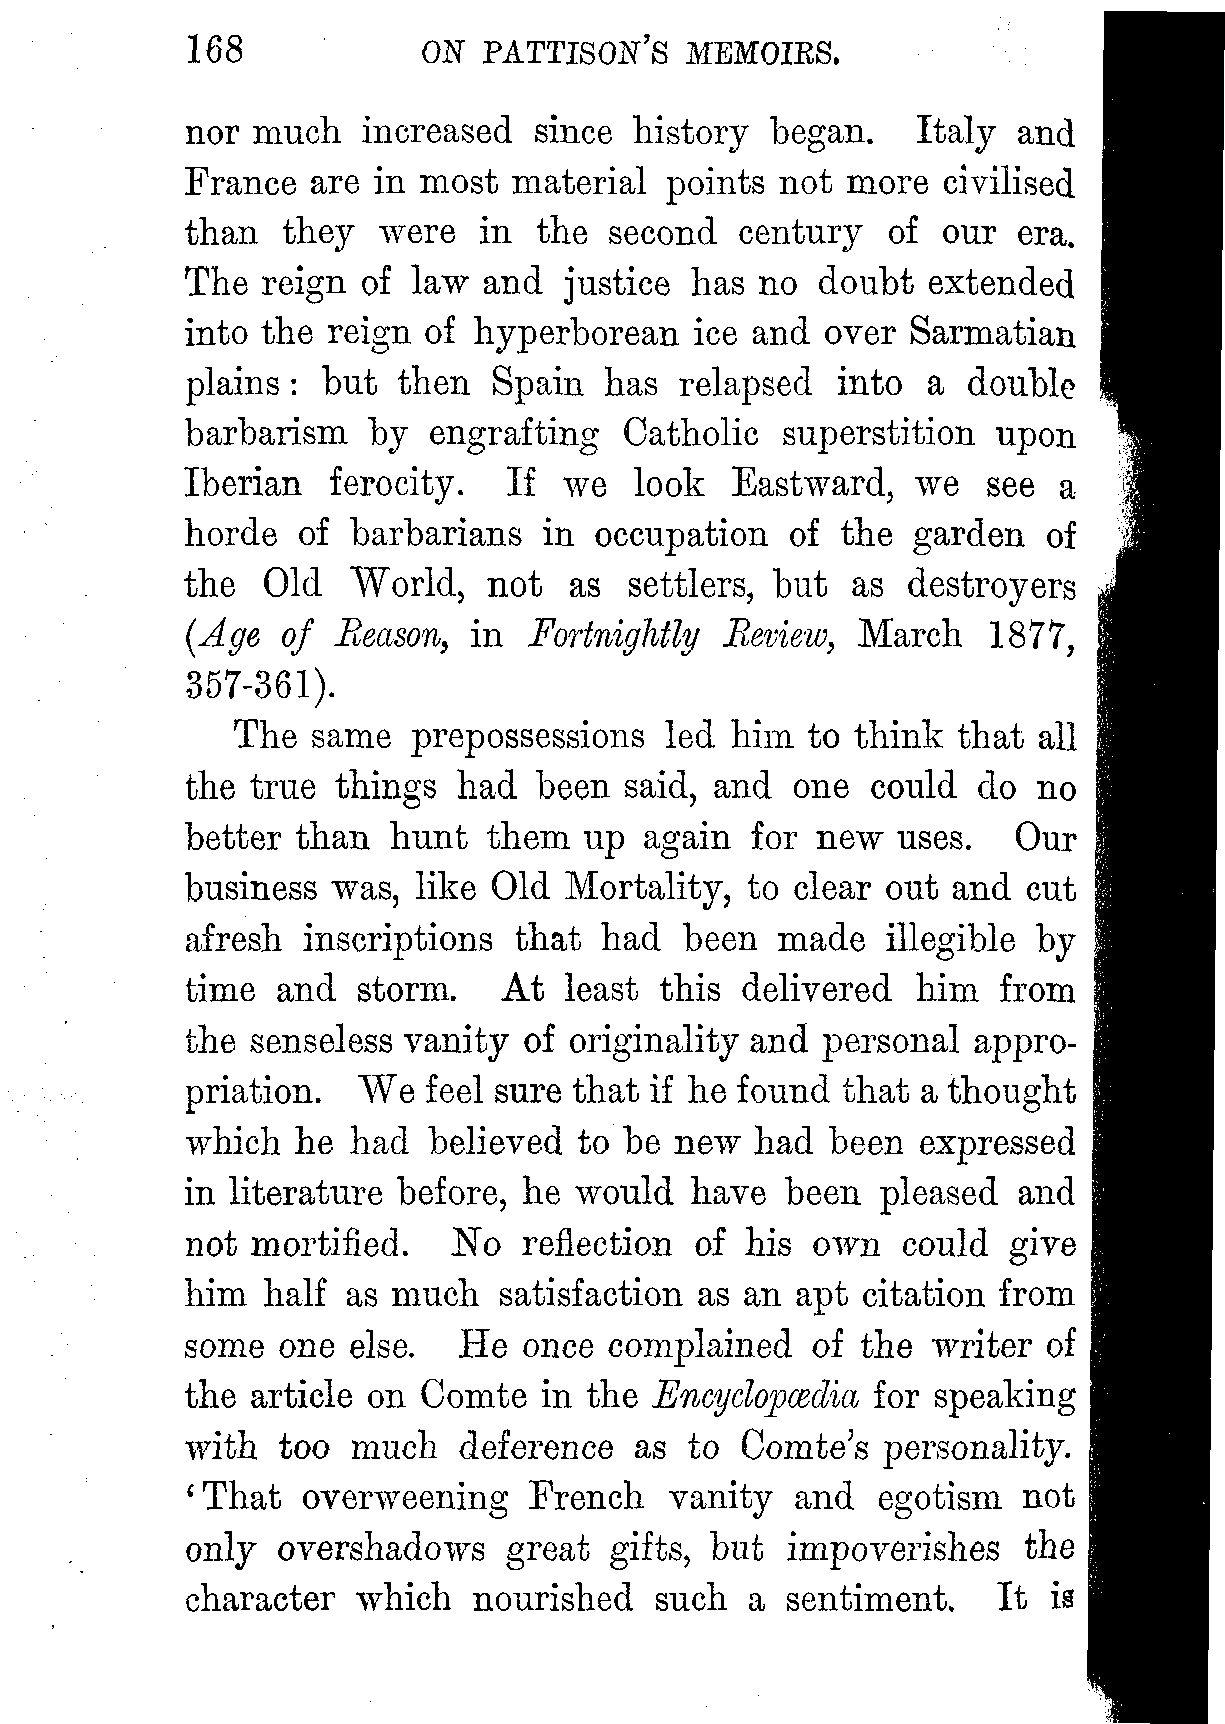 168 ON PATTISON'S MEMOIRS.
nor much increased since history began. Italy and
France are in most material points not more civilised
than they were in the second century of our era.
The reign of law and justice has no doubt extended
into the reign of hyperborean ice and over Sarmatian
plains : but then Spain has relapsed into a double
barbarism by engrafting Catholic superstition upon
Iberian ferocity. If we look Eastward, we see a
horde of barbarians in occupation of the garden of
the Old World, not as settlers, but as destroyers
(Age of Reason, in Fortnightly Review, March 1877,
357-361).
The same prepossessions led him to think that all
the true things had been said, and one could do no
better than hunt them up again for new uses. Our
business was, like Old Mortality, to clear out and cut
afresh inscriptions that had been made illegible by
time and storm. At least this delivered him from
the senseless vanity of originality and personal appro-
priation. We feel sure that if he found that a thought
which he had believed to be new had been expressed
in literature before, he would have been pleased and
not mortified. No reflection of his own could give
him half as much satisfaction as an apt citation from
some one else. He once complained of the writer of
the article on Comte in the Encyclopædia for speaking
with too much deference as to Comte's personality.
‘That overweening French vanity and egotism not
only overshadows great gifts, but impoverishes the
character which nourished such a sentiment. It is